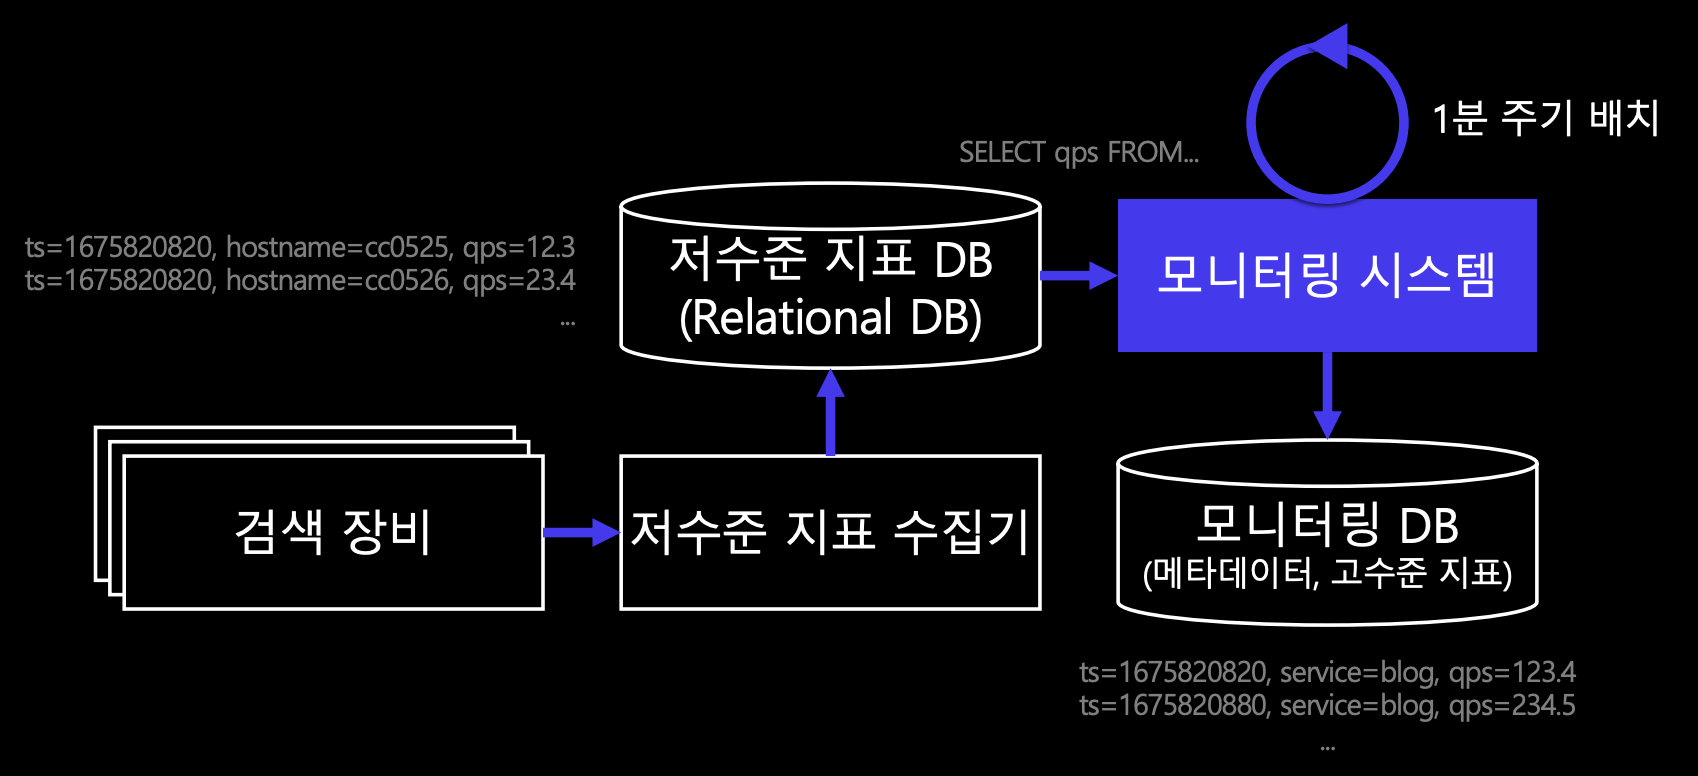 1분 주기 배치
SELECT qps FROM...
ts=1675820820, hostname=cc0525, qps=12.3
ts=1675820820, hostname=cc0526, qps=23.4
...
저수준 지표 DB
(Relational DB)
모니터링 시스템
검색 장비
저수준 지표 수집기
모니터링 DB
(메타데이터, 고수준 지표)
ts=1675820820, service=blog, qps=123.4
ts=1675820880, service=blog, qps=234.5
...